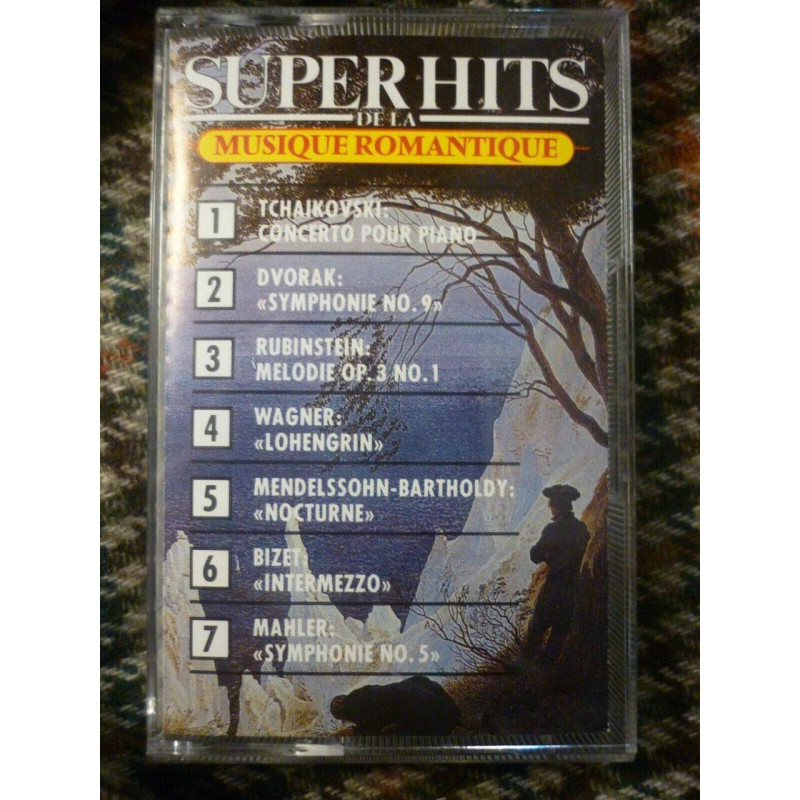 SUPER HITS
DE LA
MUSIQUE ROMANTIQUE
1 TCHAIKOVSKI:
CONCERTO POUR PIANO
2 DVORAK:
«SYMPHONIE NO. 9»
3 RUBINSTEIN:
MELODIE OP. 3 NO. 1
4 WAGNER:
«LOHENGRIN»
5 MENDELSSOHN-BARTHOLDY:
«NOCTURNE»
6 BIZET:
«INTERMEZZO»
7 MAHLER:
«SYMPHONIE NO. 5»